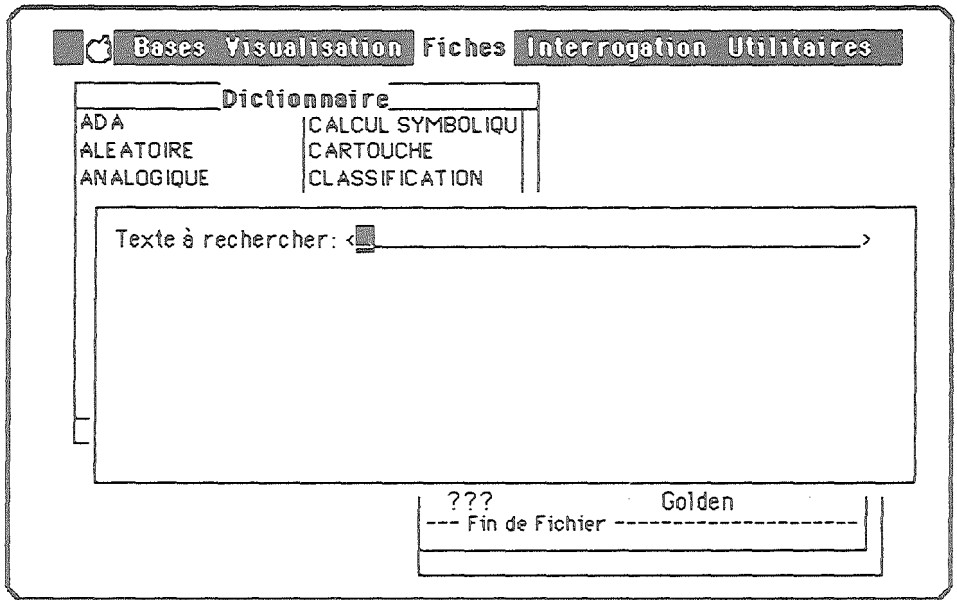 Bases Visualisation Fiches Interrogation Utilitaires
Dictionnaire
ADA CALCUL SYMBOLIQU
ALEATOIRE CARTOUCHE
ANALOGIQUE CLASSIFICATION
Texte à rechercher: <_>
??? Golden
--- Fin de Fichier --------------------